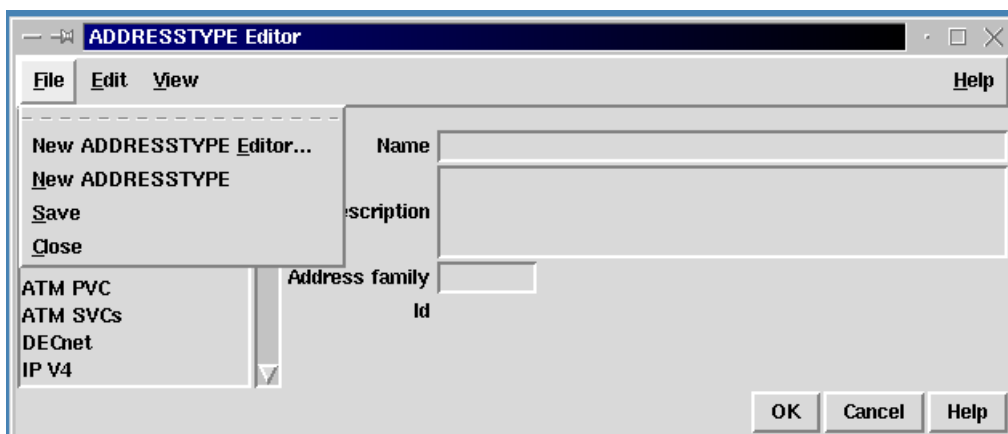 ADDRESSTYPE Editor
File Edit View Help
New ADDRESSTYPE Editor...
New ADDRESSTYPE
Save
Close
Name
escription
Address family
Id
ATM PVC
ATM SVCs
DECnet
IP V4
OK Cancel Help